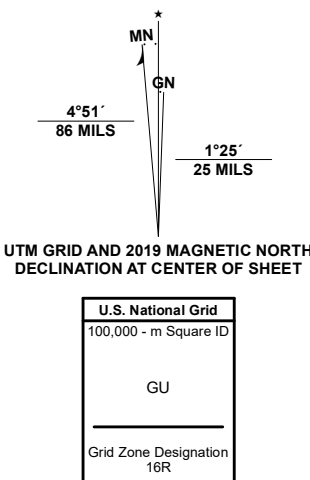 ★
MN
GN
4°51´
86 MILS
1°25´
25 MILS
UTM GRID AND 2019 MAGNETIC NORTH
DECLINATION AT CENTER OF SHEET
U.S. National Grid
100,000 - m Square ID
GU
Grid Zone Designation
16R